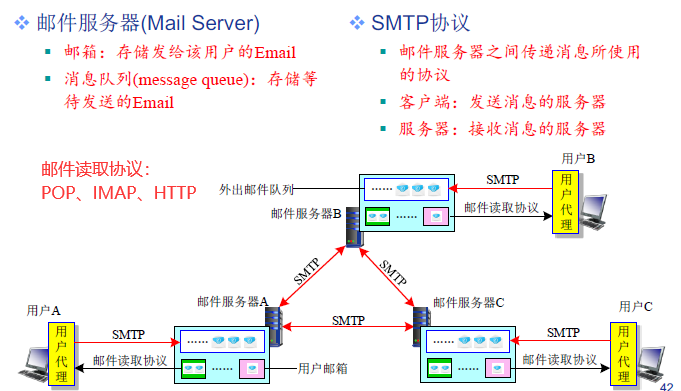 ❖ 邮件服务器(Mail Server)
▪ 邮箱：存储发给该用户的Email
▪ 消息队列(message queue)：存储等
待发送的Email
❖ SMTP协议
▪ 邮件服务器之间传递消息所使用
的协议
▪ 客户端：发送消息的服务器
▪ 服务器：接收消息的服务器
邮件读取协议：
POP、IMAP、HTTP
用户B
外出邮件队列
······
SMTP
用户代理
邮件服务器B
······
邮件读取协议
SMTP
SMTP
用户A
邮件服务器A
邮件服务器C
用户C
用户代理
SMTP
······
SMTP
······
SMTP
用户代理
邮件读取协议
······
用户邮箱
······
邮件读取协议
42